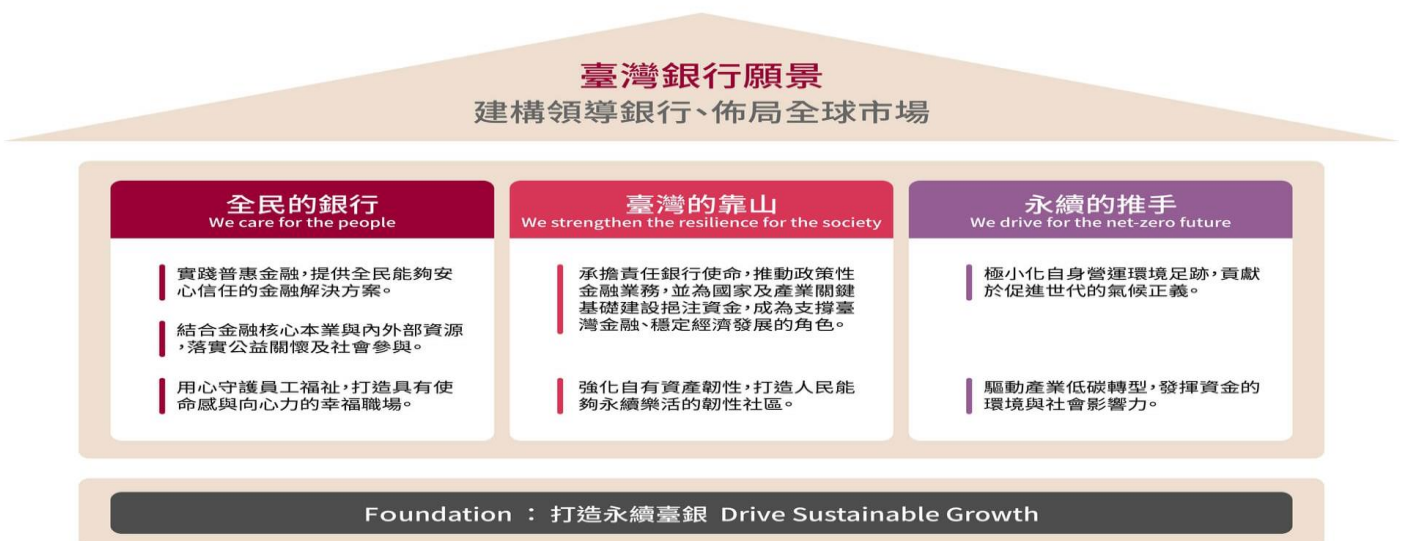 臺灣銀行願景
建構領導銀行、佈局全球市場
全民的銀行
We care for the people
實踐普惠金融,提供全民能夠安
心信任的金融解決方案。
結合金融核心本業與內外部資源
,落實公益關懷及社會參與。
用心守護員工福祉,打造具有使
命感與向心力的幸福職場。
臺灣的靠山
We strengthen the resilience for the society
承擔責任銀行使命,推動政策性
金融業務,並為國家及產業關鍵
基礎建設挹注資金,成為支撐臺
灣金融、穩定經濟發展的角色。
強化自有資產韌性,打造人民能
夠永續樂活的韌性社區。
永續的推手
We drive for the net-zero future
極小化自身營運環境足跡,貢獻
於促進世代的氣候正義。
驅動產業低碳轉型,發揮資金的
環境與社會影響力。
Foundation : 打造永續臺銀 Drive Sustainable Growth